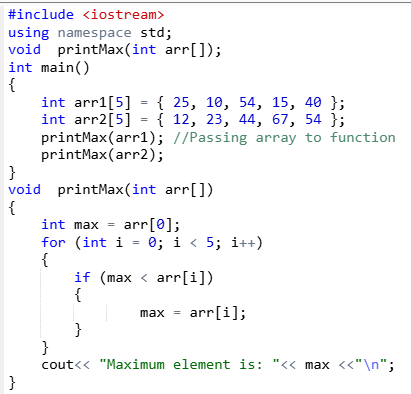 #include <iostream>
using namespace std;
void  printMax(int arr[]);
int main()
{
    int arr1[5] = { 25, 10, 54, 15, 40 };
    int arr2[5] = { 12, 23, 44, 67, 54 };
    printMax(arr1); //Passing array to function
    printMax(arr2);
}
void  printMax(int arr[])
{
    int max = arr[0];
    for (int i = 0; i < 5; i++)
    {
        if (max < arr[i])
        {
                max = arr[i];
        }
    }
    cout<< "Maximum element is: "<< max <<"\n";
}